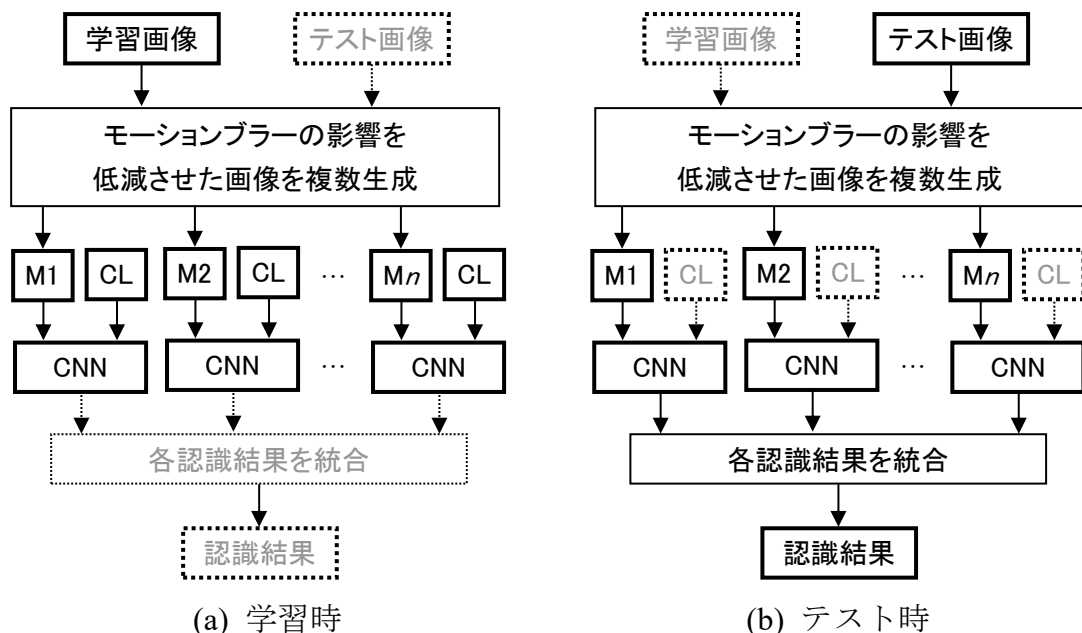 学習画像
テスト画像
モーションブラーの影響を
低減させた画像を複数生成
M1 CL M2 CL … Mn CL
CNN CNN … CNN
各認識結果を統合
認識結果
(a) 学習時
学習画像
テスト画像
モーションブラーの影響を
低減させた画像を複数生成
M1 CL M2 CL … Mn CL
CNN CNN … CNN
各認識結果を統合
認識結果
(b) テスト時